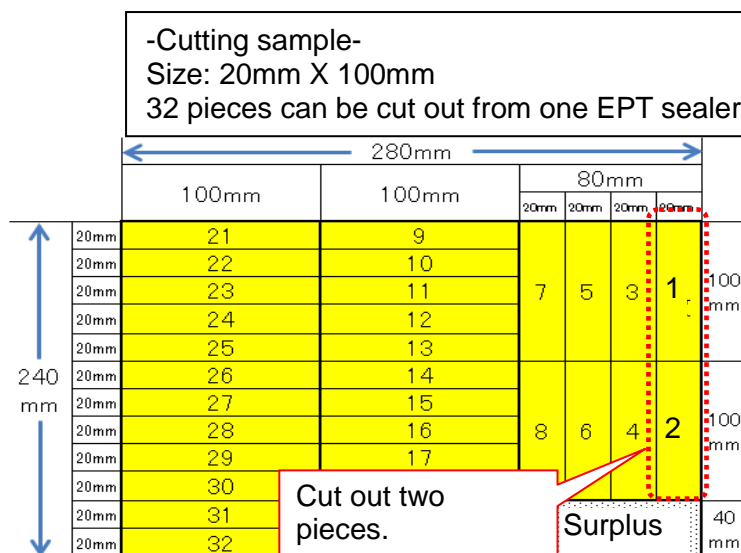 -Cutting sample-
Size: 20mm X 100mm
32 pieces can be cut out from one EPT sealer
280mm
100mm 100mm 80mm
20mm 20mm 20mm 20mm
240
mm
20mm 21 9
20mm 22 10
20mm 23 11
20mm 24 12
20mm 25 13
7 5 3 1
100
mm
20mm 26 14
20mm 27 15
20mm 28 16
20mm 29 17
20mm 30
8 6 4 2
100
mm
20mm 31
20mm 32
Cut out two
pieces.
Surplus
40
mm